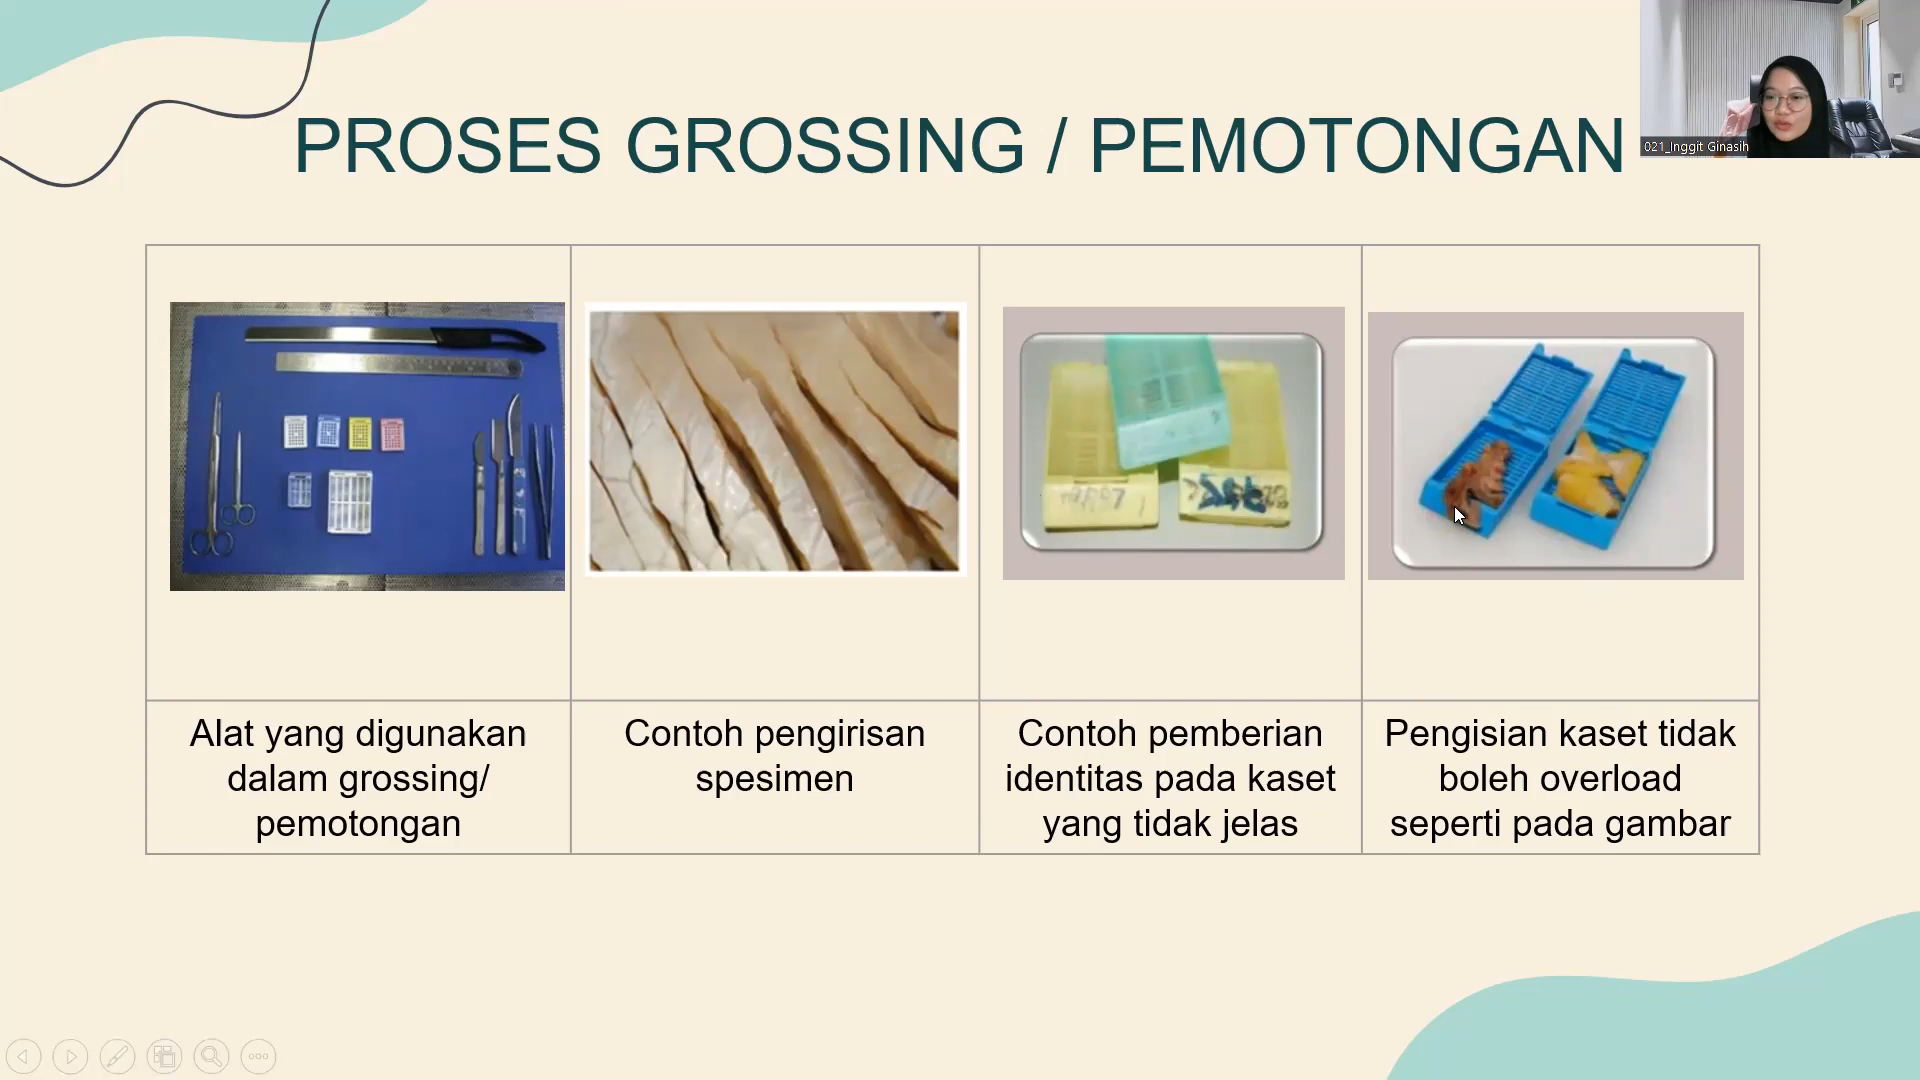 PROSES GROSSING / PEMOTONGAN
021_Inggit Ginasih
Alat yang digunakan
dalam grossing/
pemotongan
Contoh pengirisan
spesimen
Contoh pemberian
identitas pada kaset
yang tidak jelas
Pengisian kaset tidak
boleh overload
seperti pada gambar